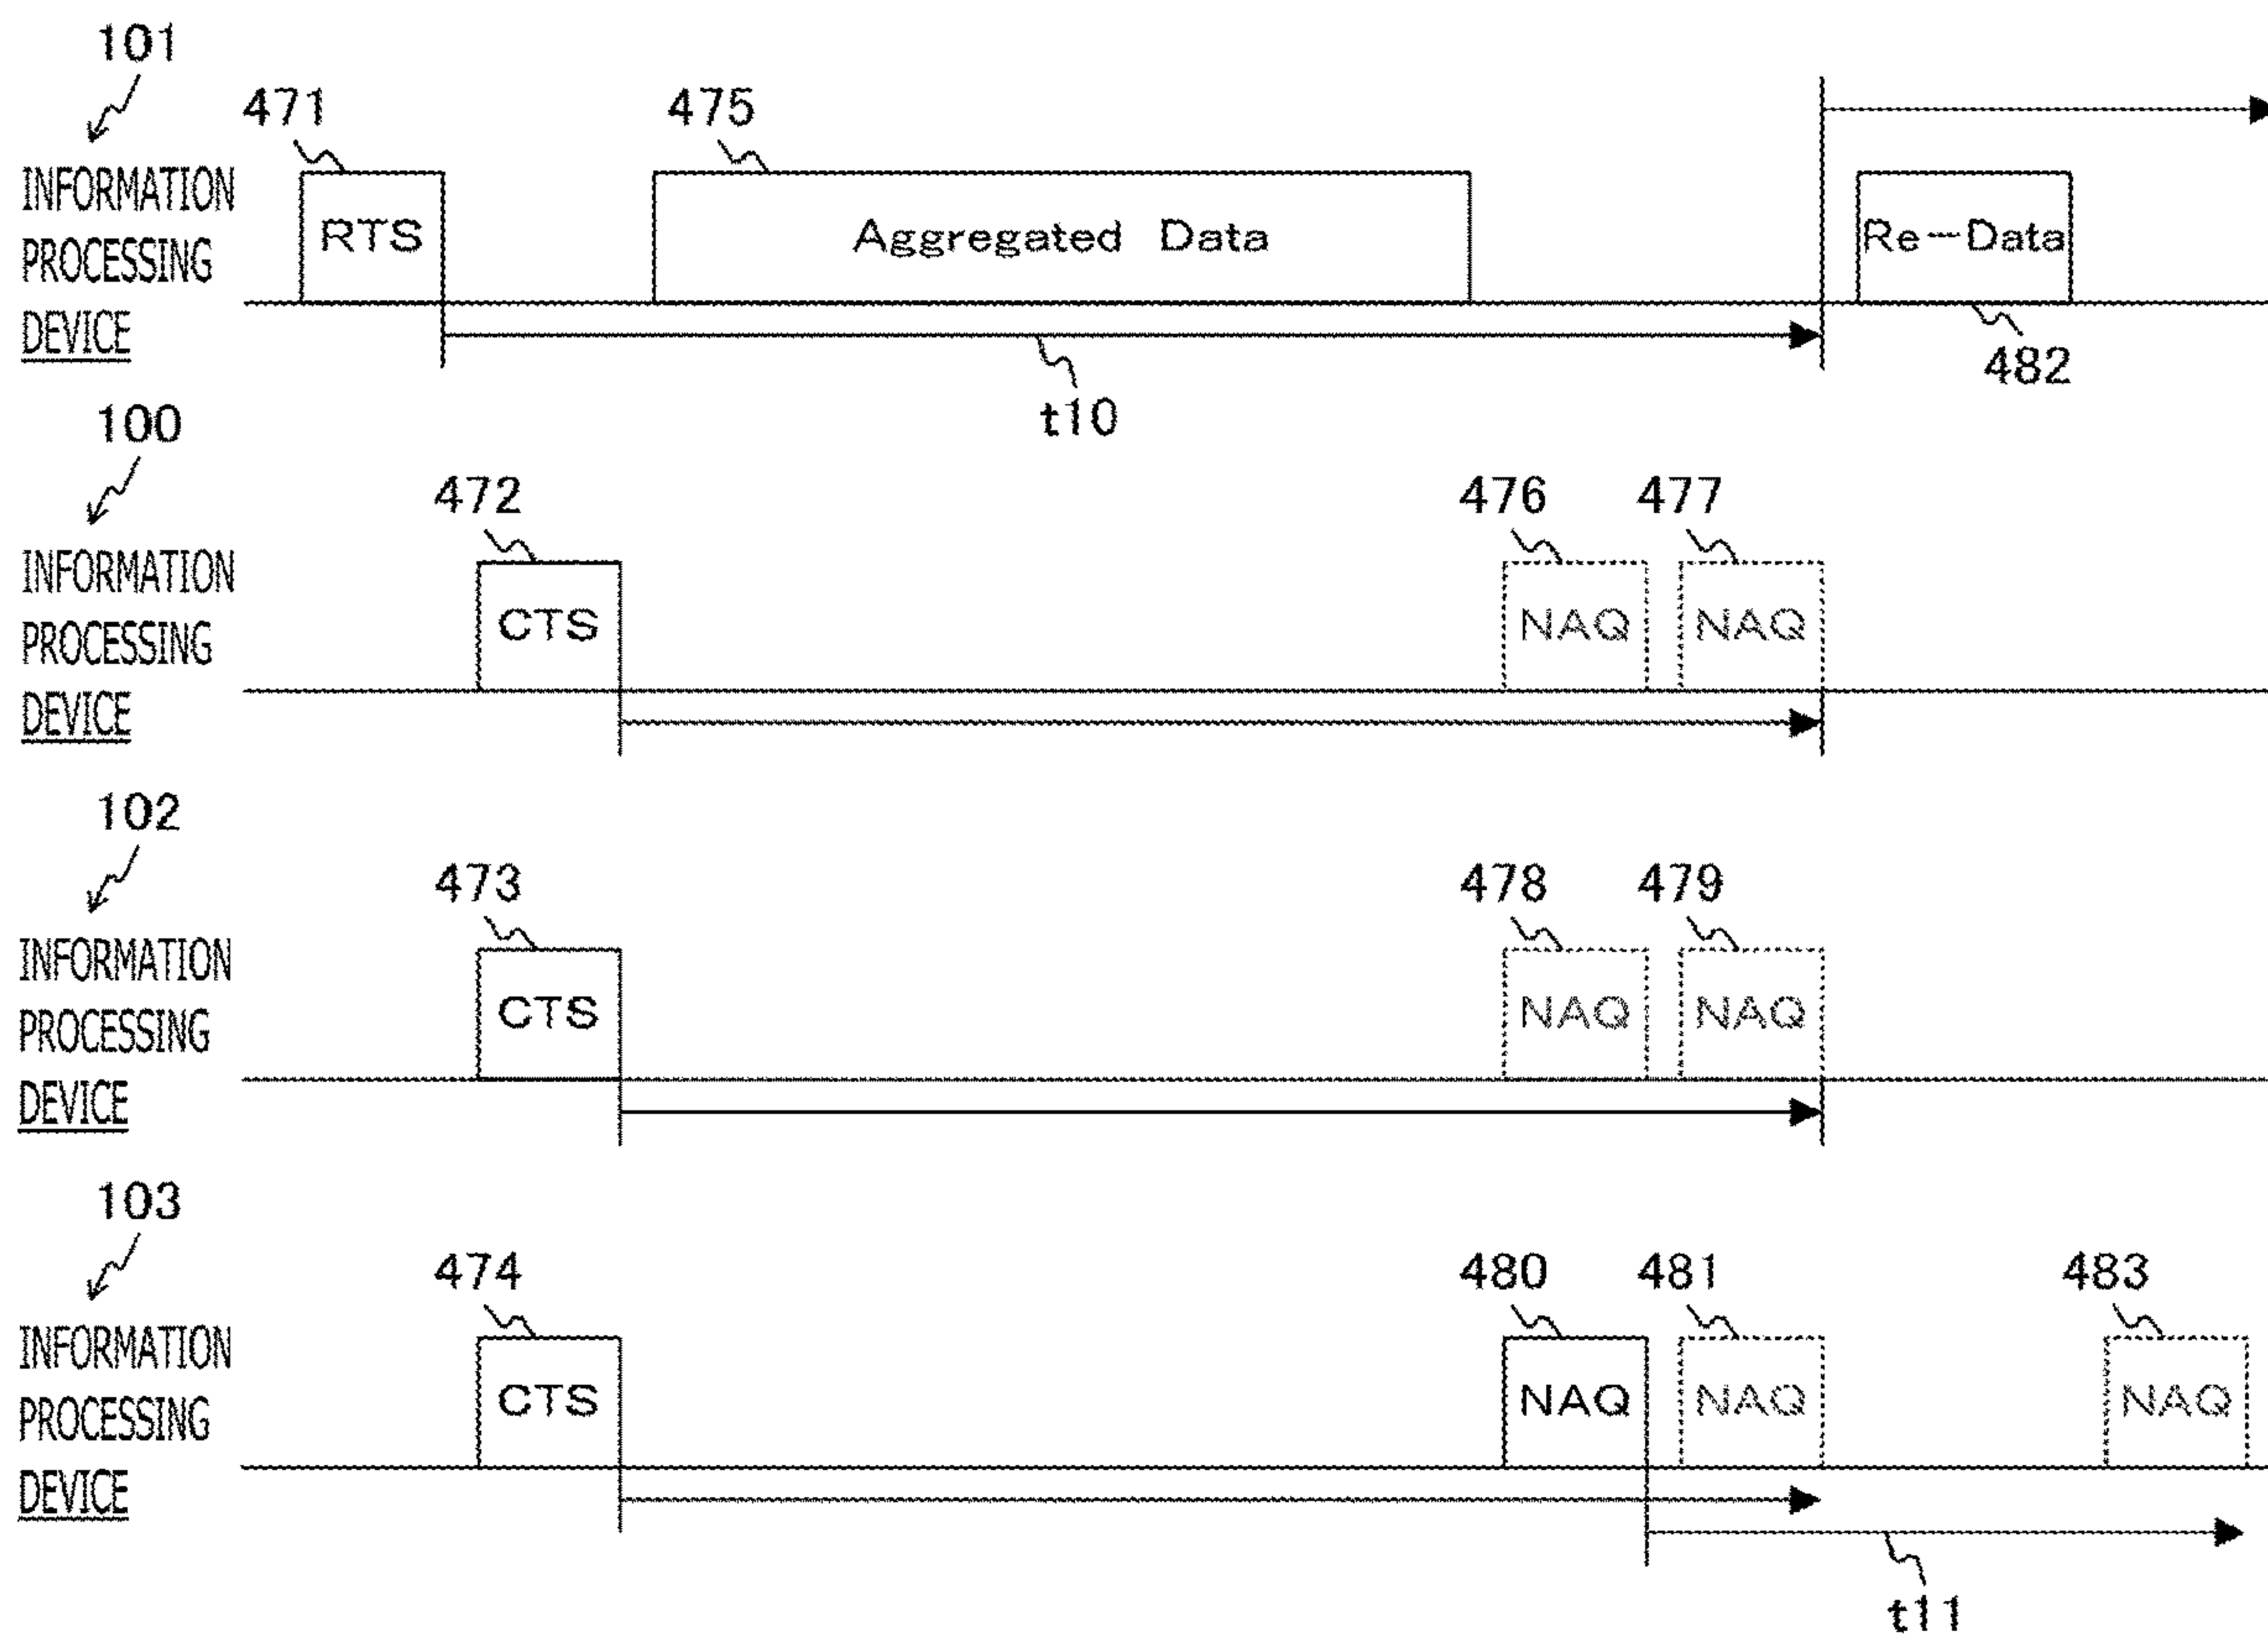 101
471
475
INFORMATION
PROCESSING
DEVICE
RTS
Aggregated Data
Re-Data
482
t10
100
472
476
477
INFORMATION
PROCESSING
DEVICE
CTS
NAQ
NAQ
102
473
478
479
INFORMATION
PROCESSING
DEVICE
CTS
NAQ
NAQ
103
474
480
481
483
INFORMATION
PROCESSING
DEVICE
CTS
NAQ
NAQ
NAQ
t11